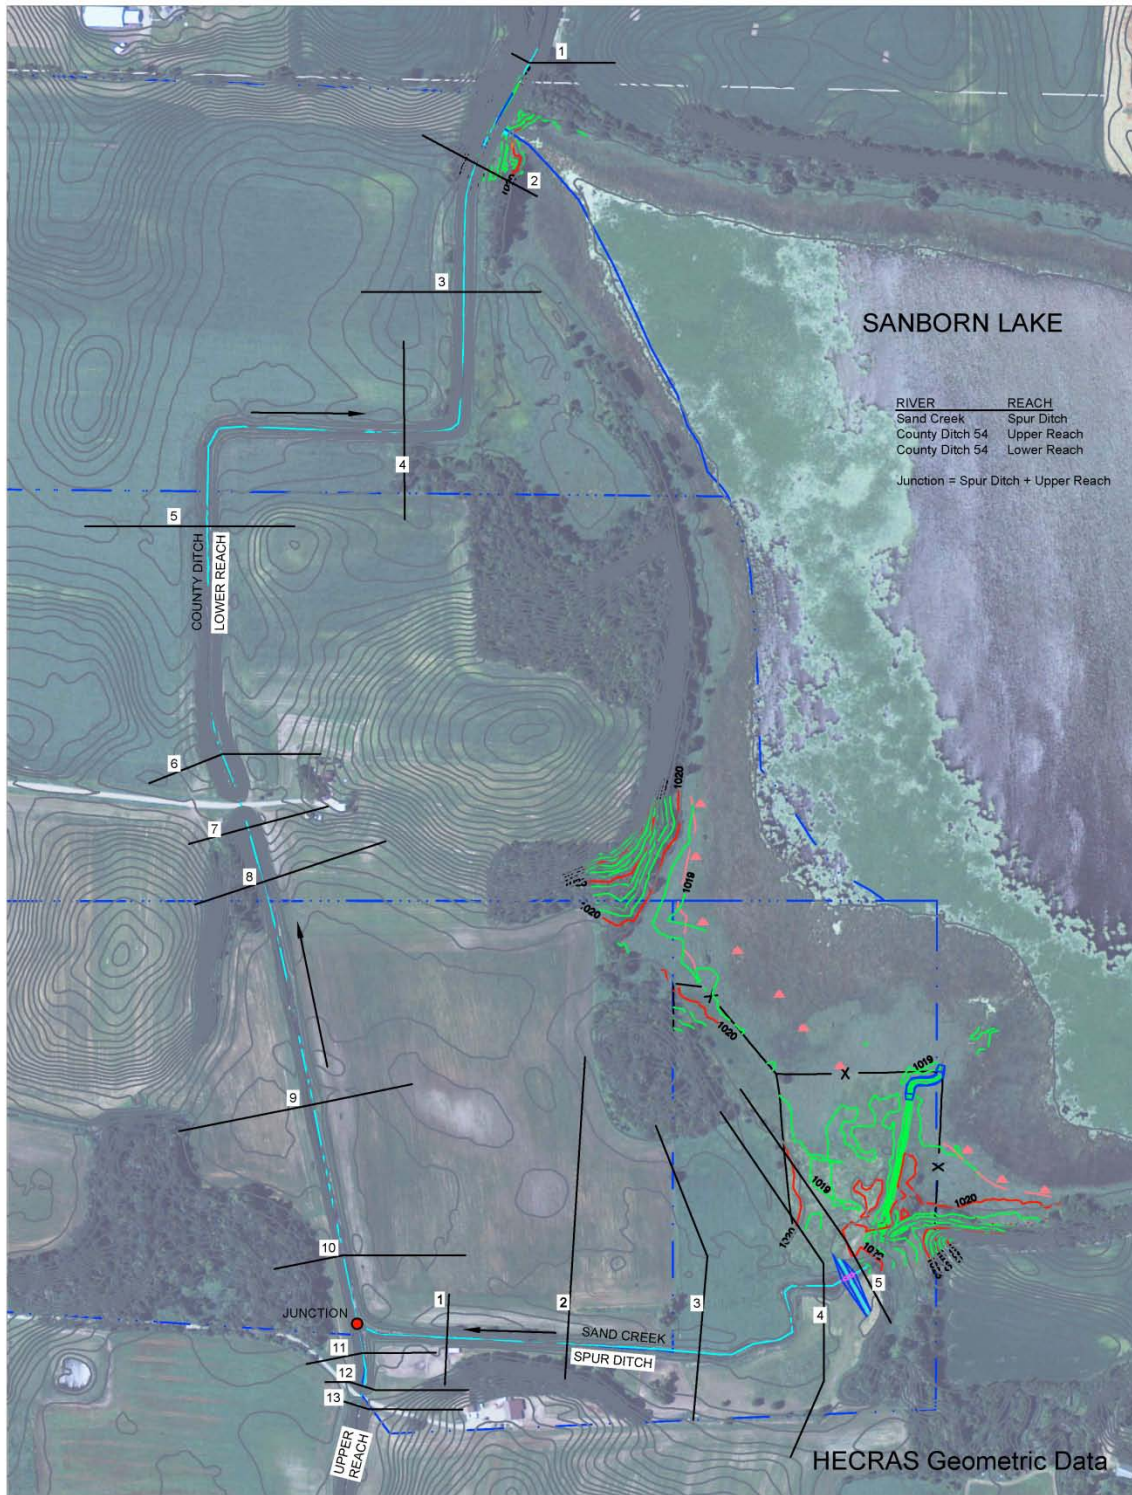 1
2
3
SANBORN LAKE
RIVER REACH
Sand Creek Spur Ditch
County Ditch 54 Upper Reach
County Ditch 54 Lower Reach
Junction = Spur Ditch + Upper Reach
4
5
COUNTY DITCH
LOWER REACH
6
7
8
1020
1019
1020
X
1020
9
X
1019
X
1019
1020
1020
10
JUNCTION
1
2
3
4
5
SAND CREEK
SPUR DITCH
11
12
13
UPPER
REACH
HECRAS Geometric Data